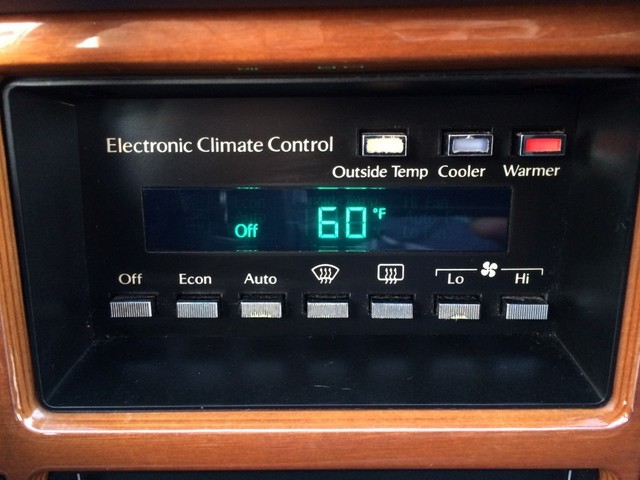 Electronic Climate Control
Outside Temp Cooler Warmer
Off 60 °F
Off Econ Auto Lo Hi